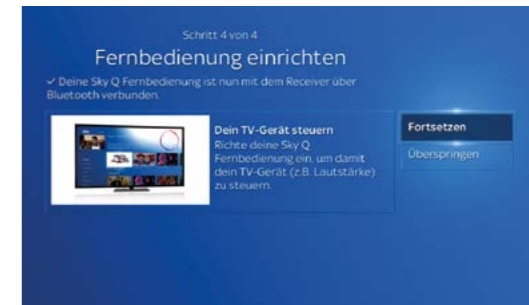 Schritt 4 von 4
Fernbedienung einrichten
✓ Deine Sky Q Fernbedienung ist nun mit dem Receiver über
Bluetooth verbunden.
Dein TV-Gerät steuern
Richte deine Sky Q
Fernbedienung ein, um damit
dein TV-Gerät (z.B. Lautstärke)
zu steuern.
Fortsetzen
Überspringen